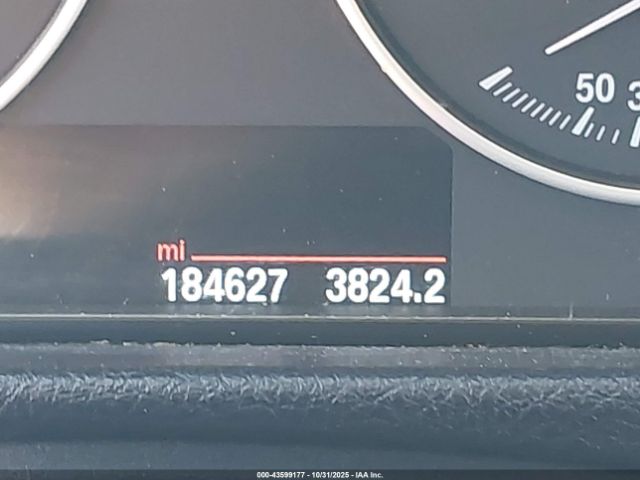 50
mi
184627 3824.2
000-43599177 - 10/31/2025 - IAA Inc.